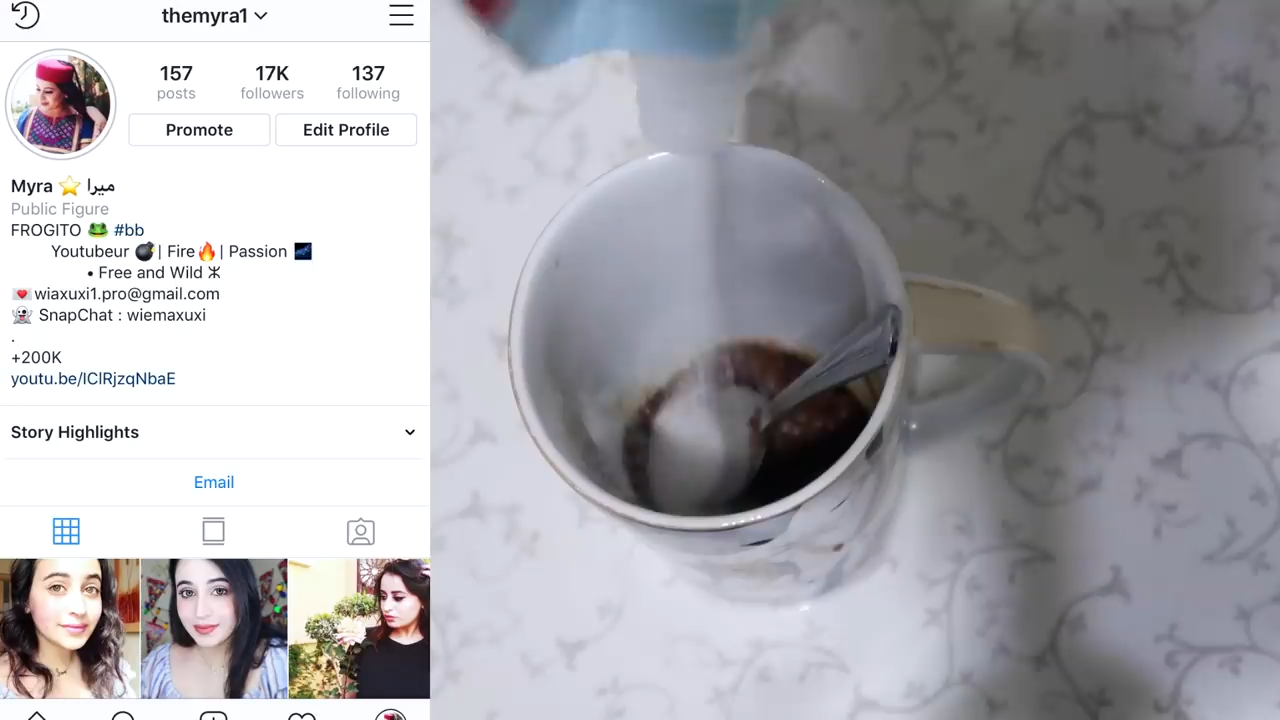 themyra1
157 17K 137
posts followers following
Promote Edit Profile
Myra ⭐ ميرا
Public Figure
FROGITO 🐸 #bb
Youtubeur 💣| Fire🔥| Passion 🌌
• Free and Wild ⵣ
💌wiaxuxi1.pro@gmail.com
👻 SnapChat : wiemaxuxi
.
+200K
youtu.be/lClRjzqNbaE
Story Highlights
Email